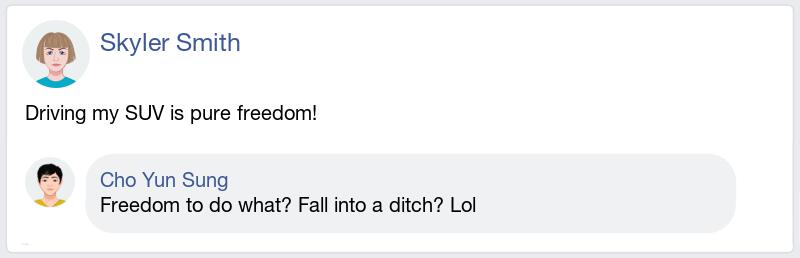 Skyler Smith
Driving my SUV is pure freedom!
Cho Yun Sung
Freedom to do what? Fall into a ditch? Lol